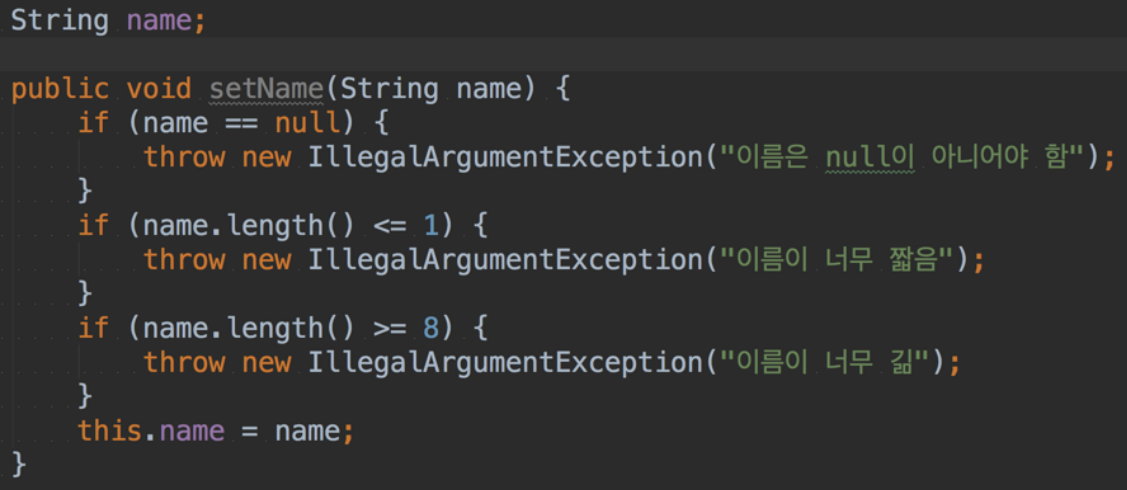 String name;
public void setName(String name) {
if (name == null) {
throw new IllegalArgumentException("이름은 null이 아니어야 함");
}
if (name.length() <= 1) {
throw new IllegalArgumentException("이름이 너무 짧음");
}
if (name.length() >= 8) {
throw new IllegalArgumentException("이름이 너무 긺");
}
this.name = name;
}